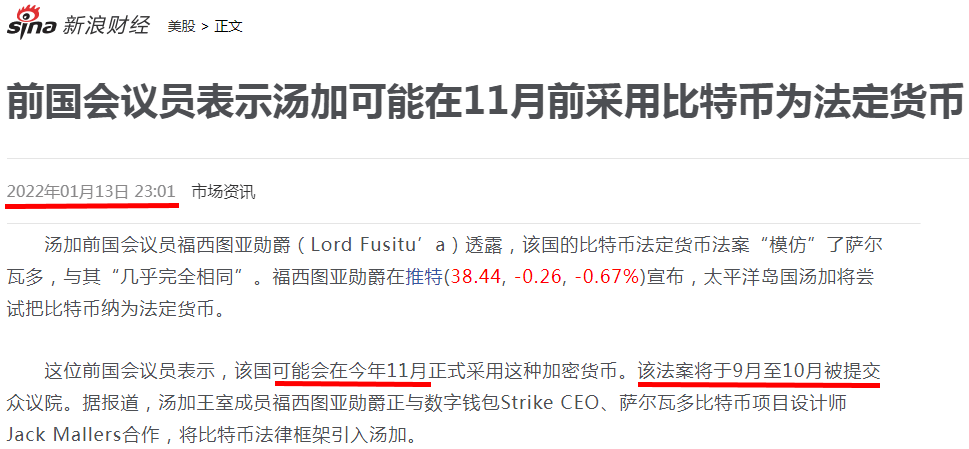 sina 新浪财经 美股 > 正文
前国会议员表示汤加可能在11月前采用比特币为法定货币
2022年01月13日 23:01 市场资讯
汤加前国会议员福西图亚勋爵（Lord Fusitu'a）透露，该国的比特币法定货币法案“模仿”了萨尔
瓦多，与其“几乎完全相同”。福西图亚勋爵在推特(38.44, -0.26, -0.67%)宣布，太平洋岛国汤加将尝
试把比特币纳为法定货币。
这位前国会议员表示，该国可能会在今年11月正式采用这种加密货币。该法案将于9月至10月被提交
众议院。据报道，汤加王室成员福西图亚勋爵正与数字钱包Strike CEO、萨尔瓦多比特币项目设计师
Jack Mallers合作，将比特币法律框架引入汤加。